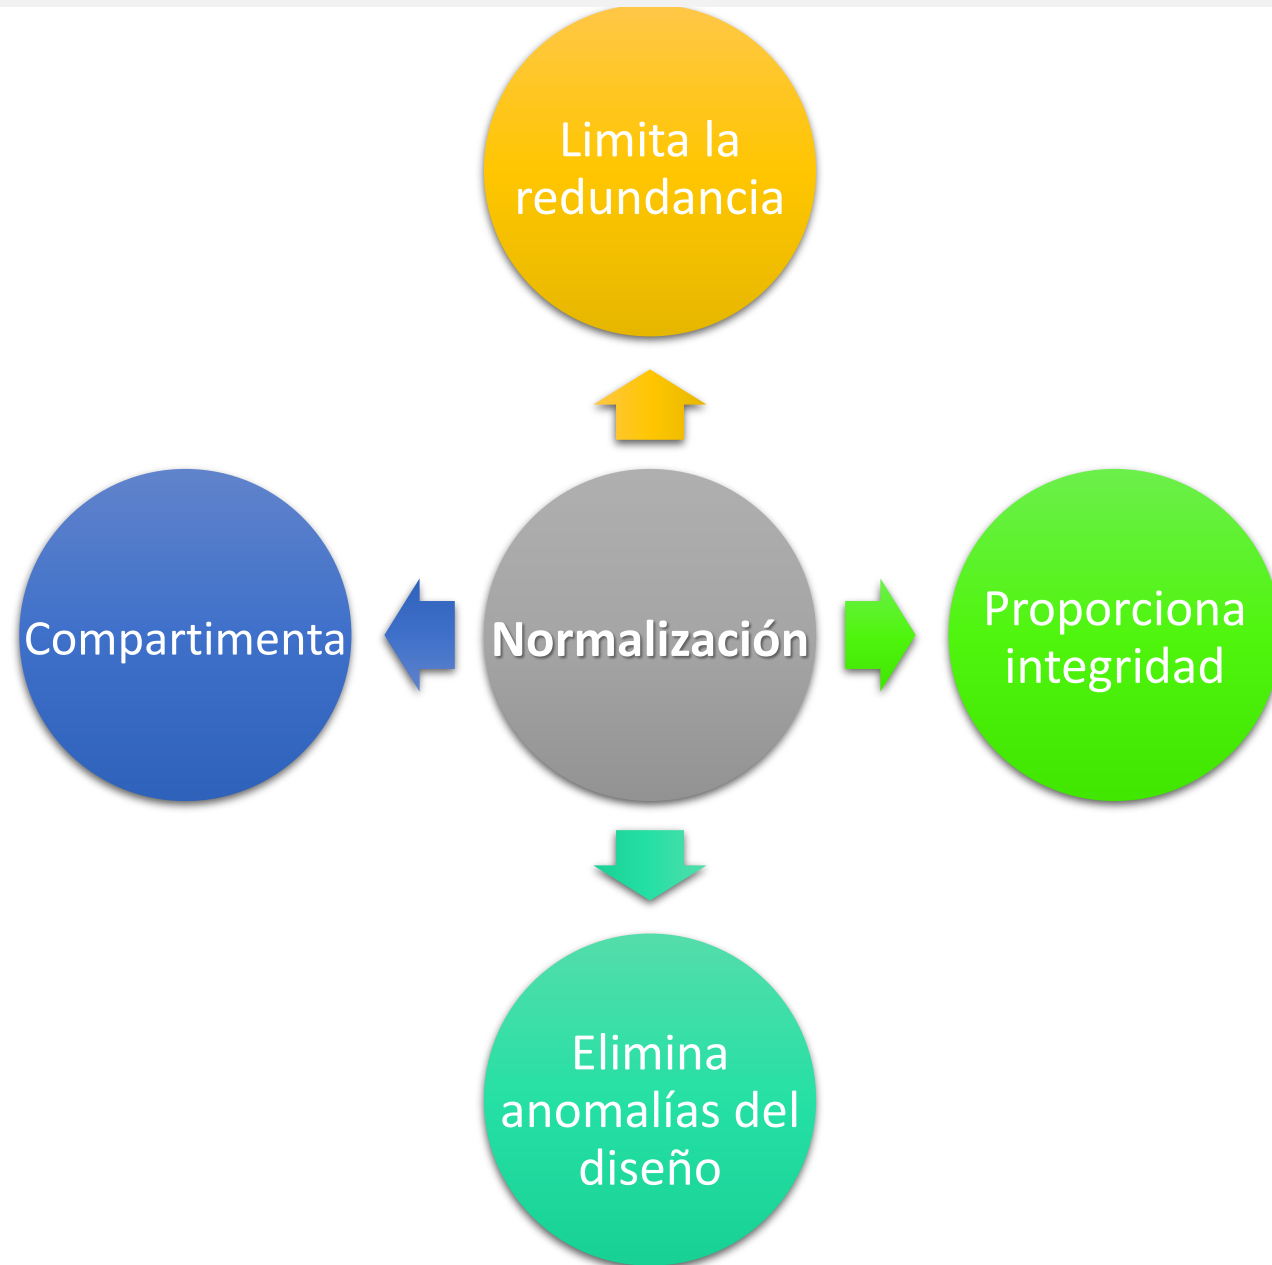 Limita la
redundancia
Compartimenta
Normalización
Proporciona
integridad
Elimina
anomalías del
diseño